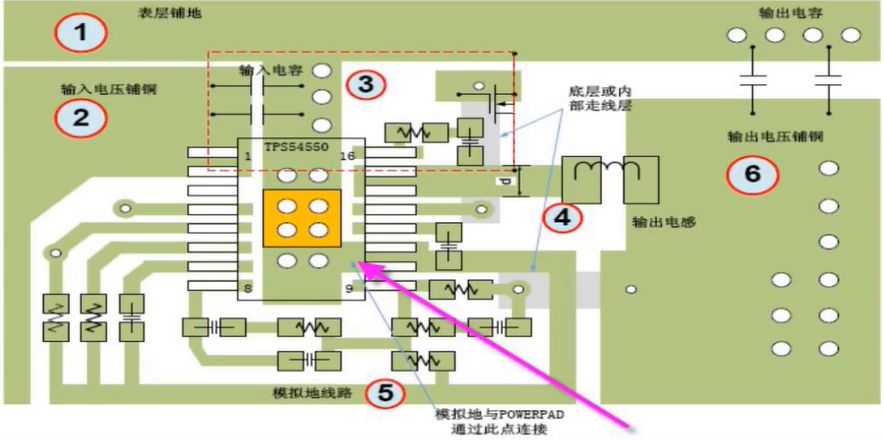 1
表层铺地
输出电容
输入电压铺铜
2
输入电容
3
底层或内
部走线层
TPS54550
1
16
d
输出电压铺铜
6
4
输出电感
8
9
模拟地线路
5
模拟地与POWERPAD
通过此点连接